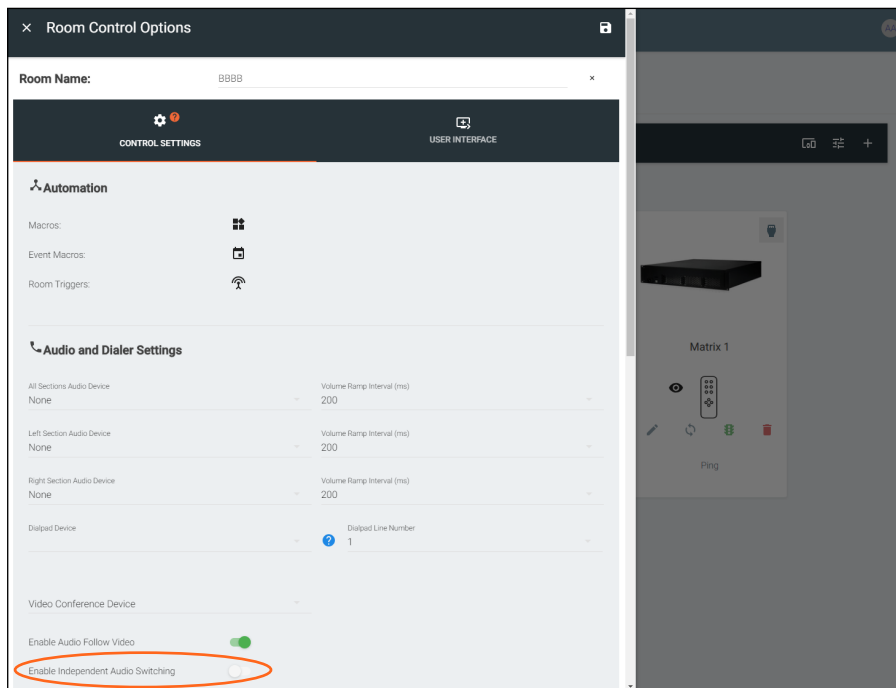 × Room Control Options
AA
Room Name: BBBB ×
?
CONTROL SETTINGS
USER INTERFACE
Automation
Macros:
Event Macros:
Room Triggers:
Audio and Dialer Settings
All Sections Audio Device
None
Volume Ramp Interval (ms)
200
Left Section Audio Device
None
Volume Ramp Interval (ms)
200
Right Section Audio Device
None
Volume Ramp Interval (ms)
200
Dialpad Device
?
Dialpad Line Number
1
Video Conference Device
Enable Audio Follow Video
Enable Independent Audio Switching
Matrix 1
Ping